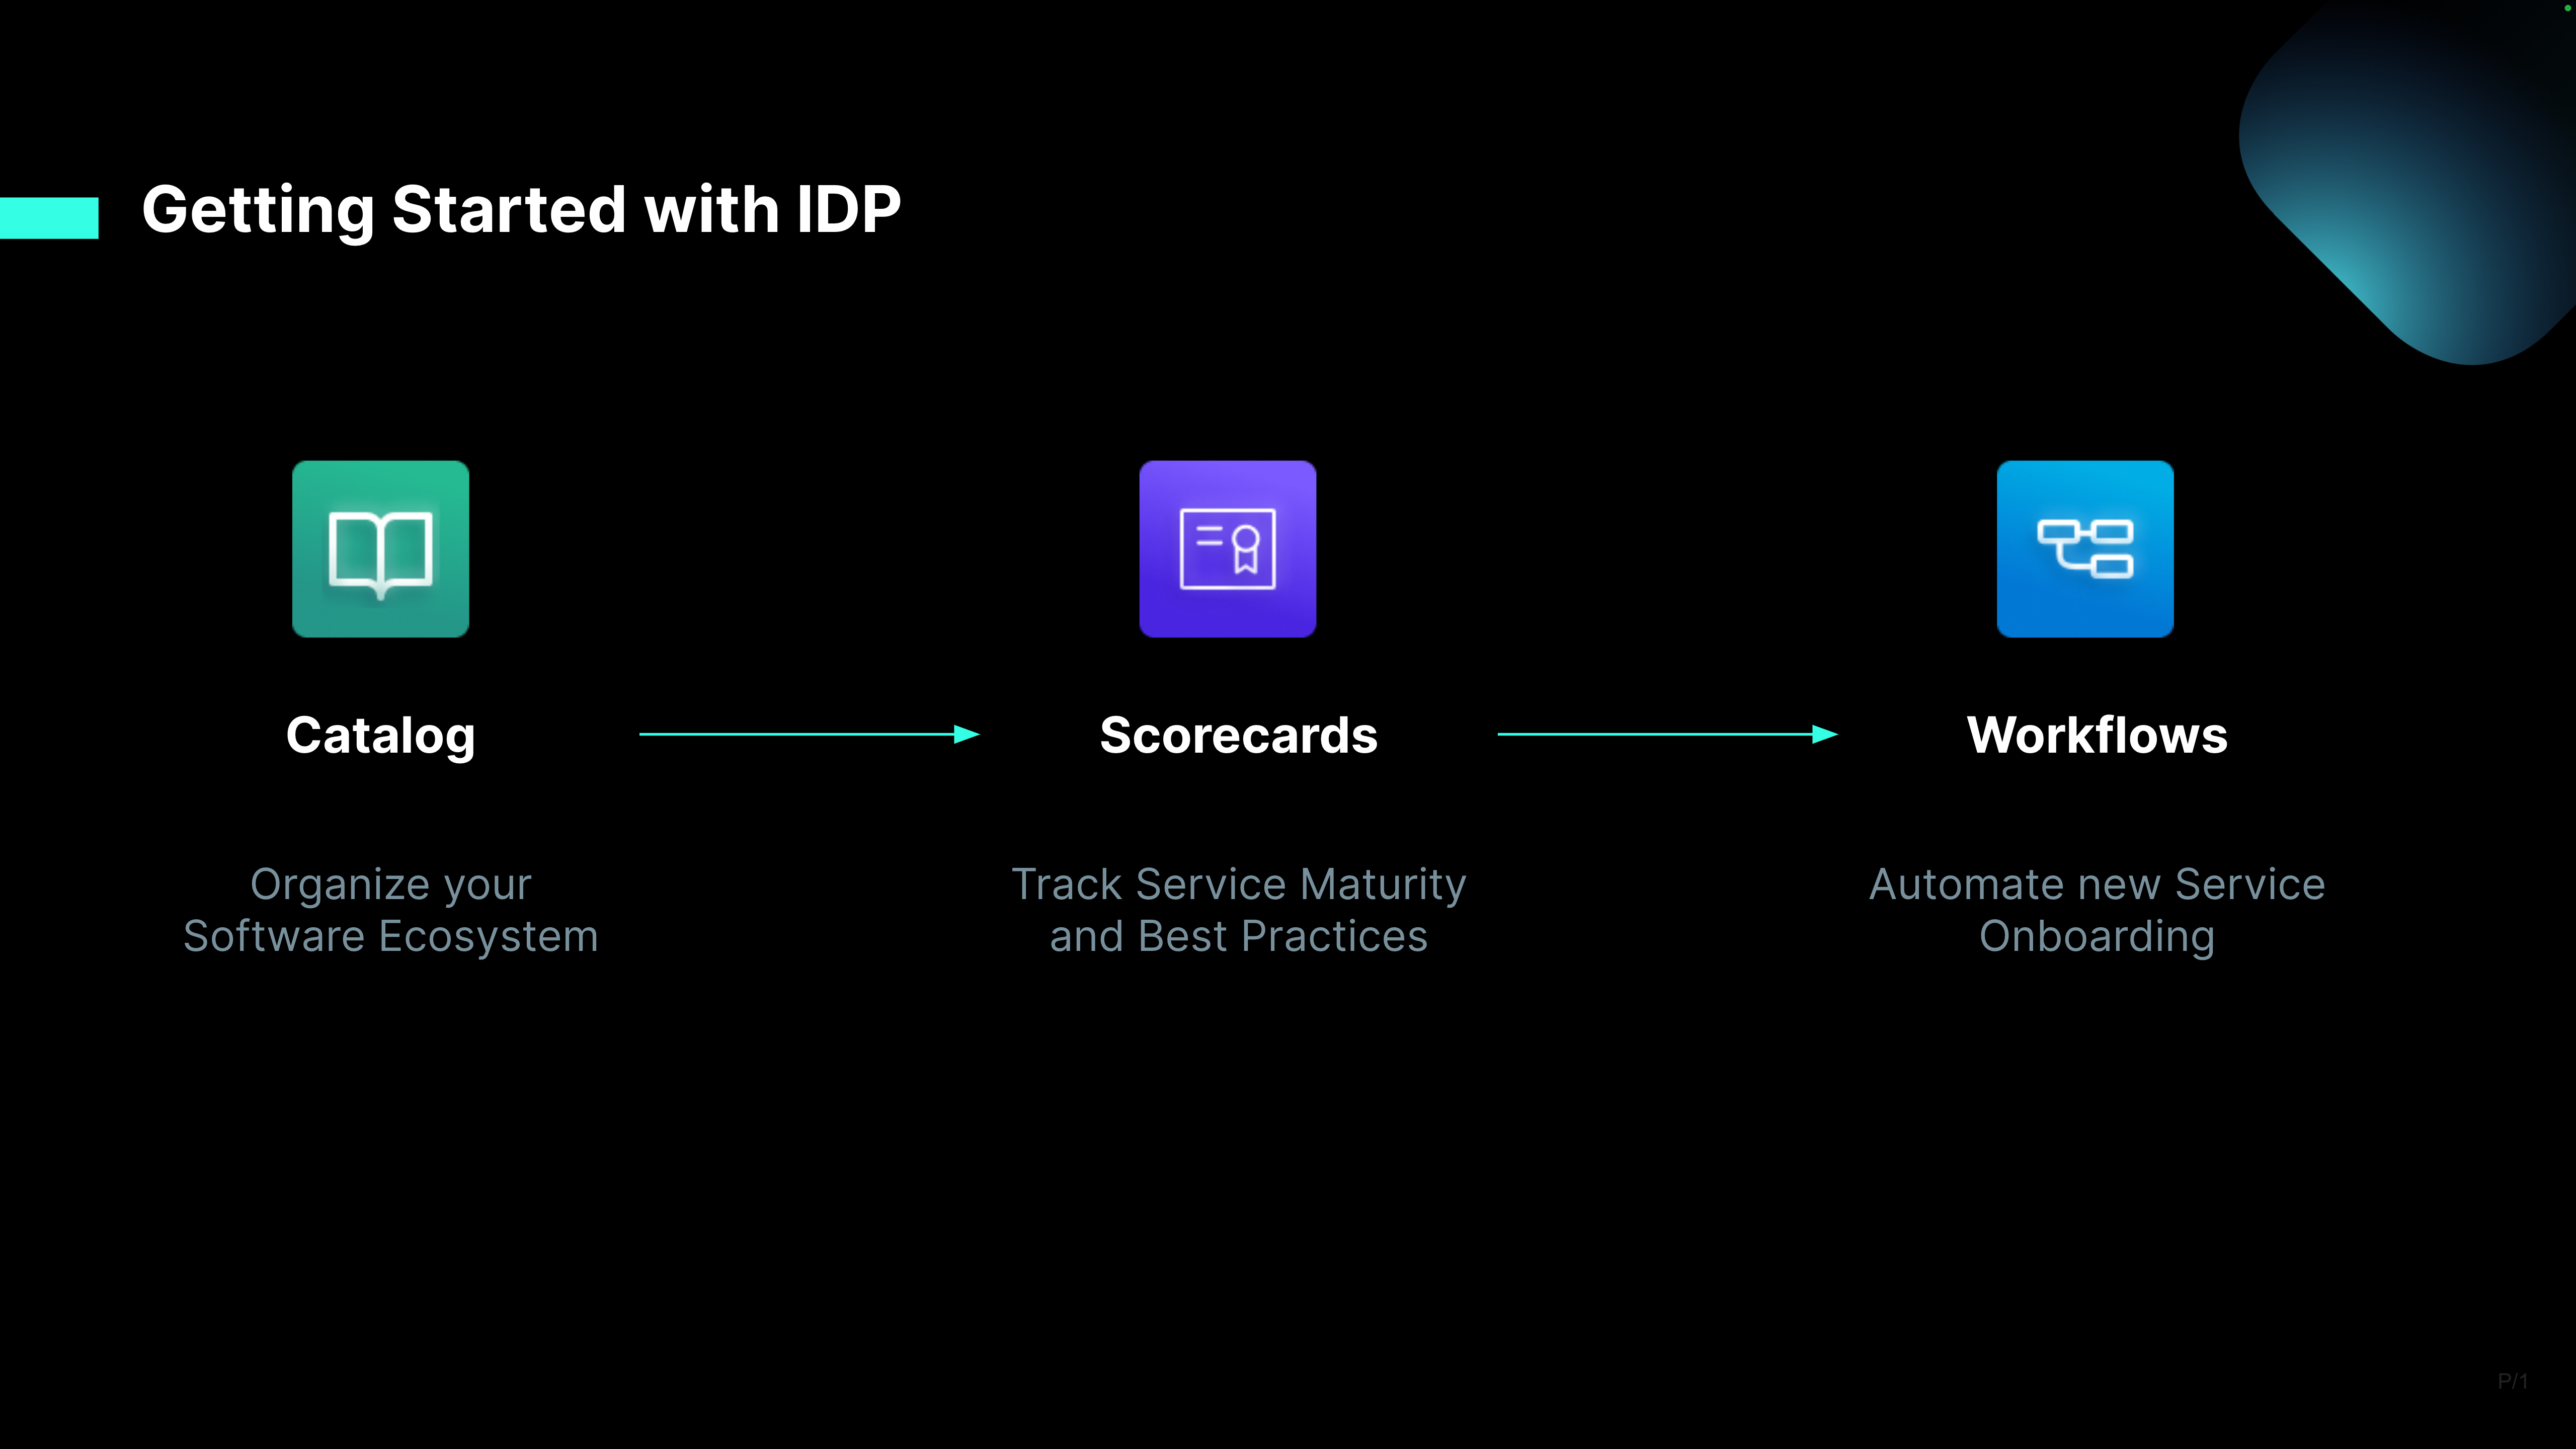 Getting Started with IDP
Catalog
Scorecards
Workflows
Organize your
Software Ecosystem
Track Service Maturity
and Best Practices
Automate new Service
Onboarding
P/1